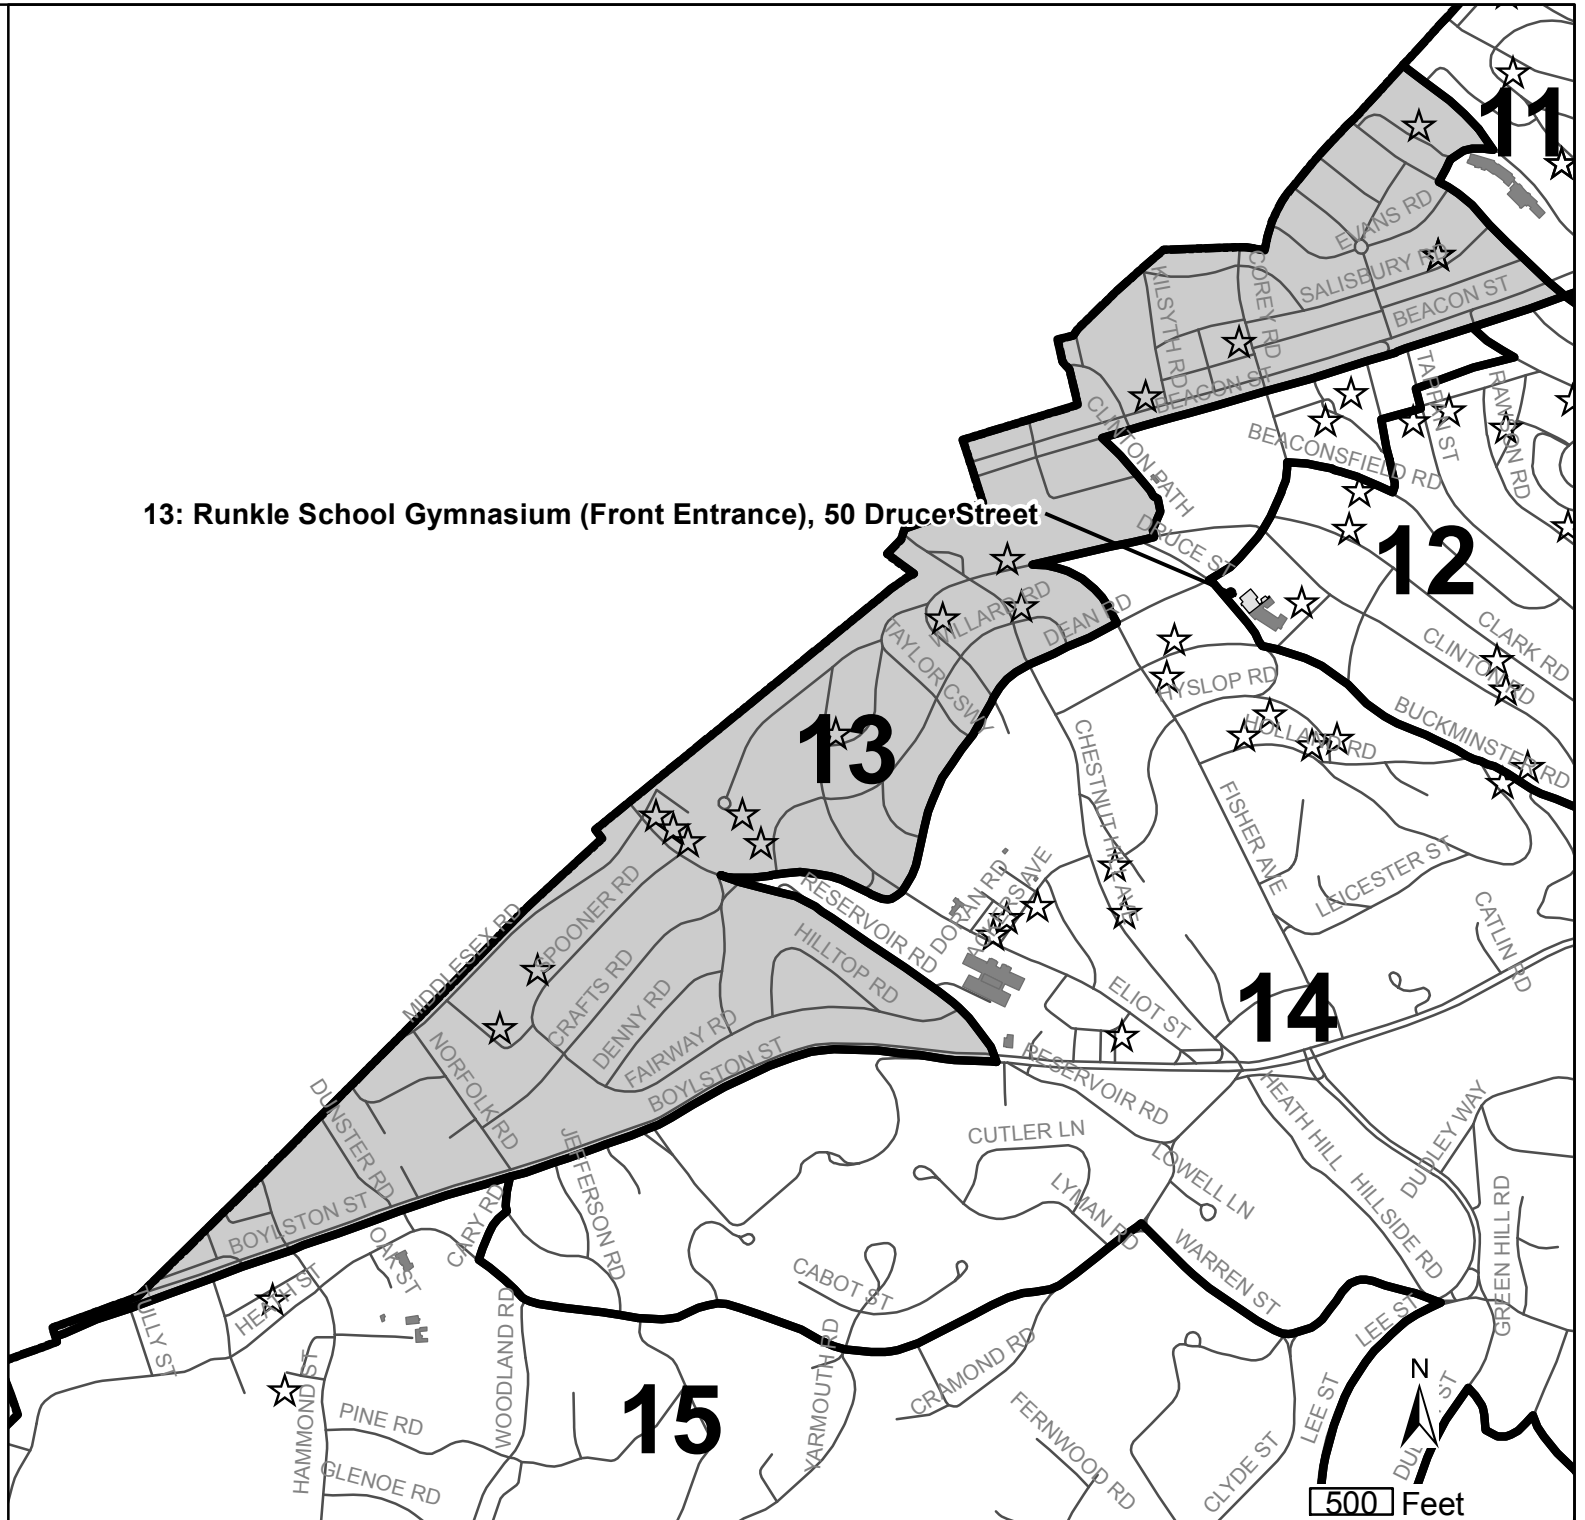 11
EVANS RD
SALISBURY RD
BEACON ST
KILSYTH RD
COREY RD
BEACON ST
TAPPAN ST
RAWSON RD
CLINTON PATH
BEACONSFIELD RD
13: Runkle School Gymnasium (Front Entrance), 50 Druce Street
DRUCE ST
12
WILLARD RD
DEAN RD
TAYLOR CSWY
CLARK RD
CLINTON RD
HYSLOP RD
BUCKMINSTER RD
HOLLAND RD
13
CHESTNUT HILL AVE
FISHER AVE
LEICESTER ST
RESERVOIR RD
DORAN RD
ACKERS AVE
CATLIN RD
SPOONER RD
MIDDLESEX RD
HILLTOP RD
CRAFTS RD
DENNY RD
ELIOT ST
14
FAIRWAY RD
BOYLSTON ST
NORFOLK RD
RESERVOIR RD
HEATH HILL
DUNSTER RD
JEFFERSON RD
CUTLER LN
DUDLEY WAY
LOWELL LN
LYMAN RD
HILLSIDE RD
GREEN HILL RD
BOYLSTON ST
OAK ST
CARY RD
WARREN ST
CABOT ST
HEATH ST
LEE ST
WOODLAND RD
YARMOUTH RD
CRAMOND RD
HAMMOND ST
15
PINE RD
FERNWOOD RD
LEE ST
N
GLENOE RD
CLYDE ST
500 Feet